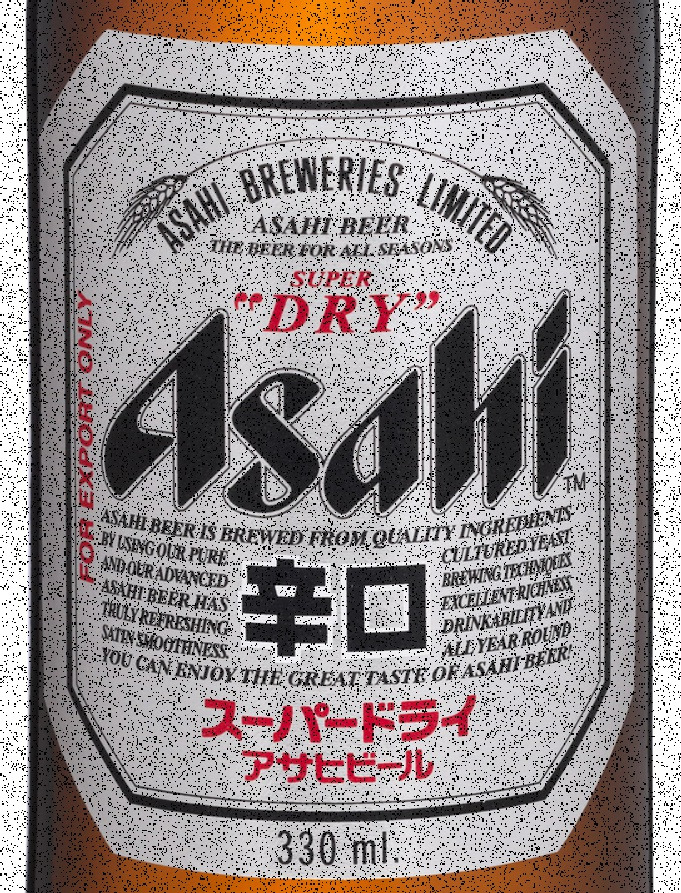 ASAHI BREWERIES LIMITED
ASAHI BEER
THE BEER FOR ALL SEASONS
SUPER
"DRY"
Asahi
TM
FOR EXPORT ONLY
ASAHI BEER IS BREWED FROM QUALITY INGREDIENTS
BY USING OUR PURE
CULTURED YEAST
AND OUR ADVANCED
BREWING TECHNIQUES
ASAHI BEER HAS
EXCELLENT RICHNESS
TRULY REFRESHING
DRINKABILITY AND
SATIN SMOOTHNESS
ALL YEAR ROUND
辛口
YOU CAN ENJOY THE GREAT TASTE OF ASAHI BEER!
スーパードライ
アサヒビール
330 ml.